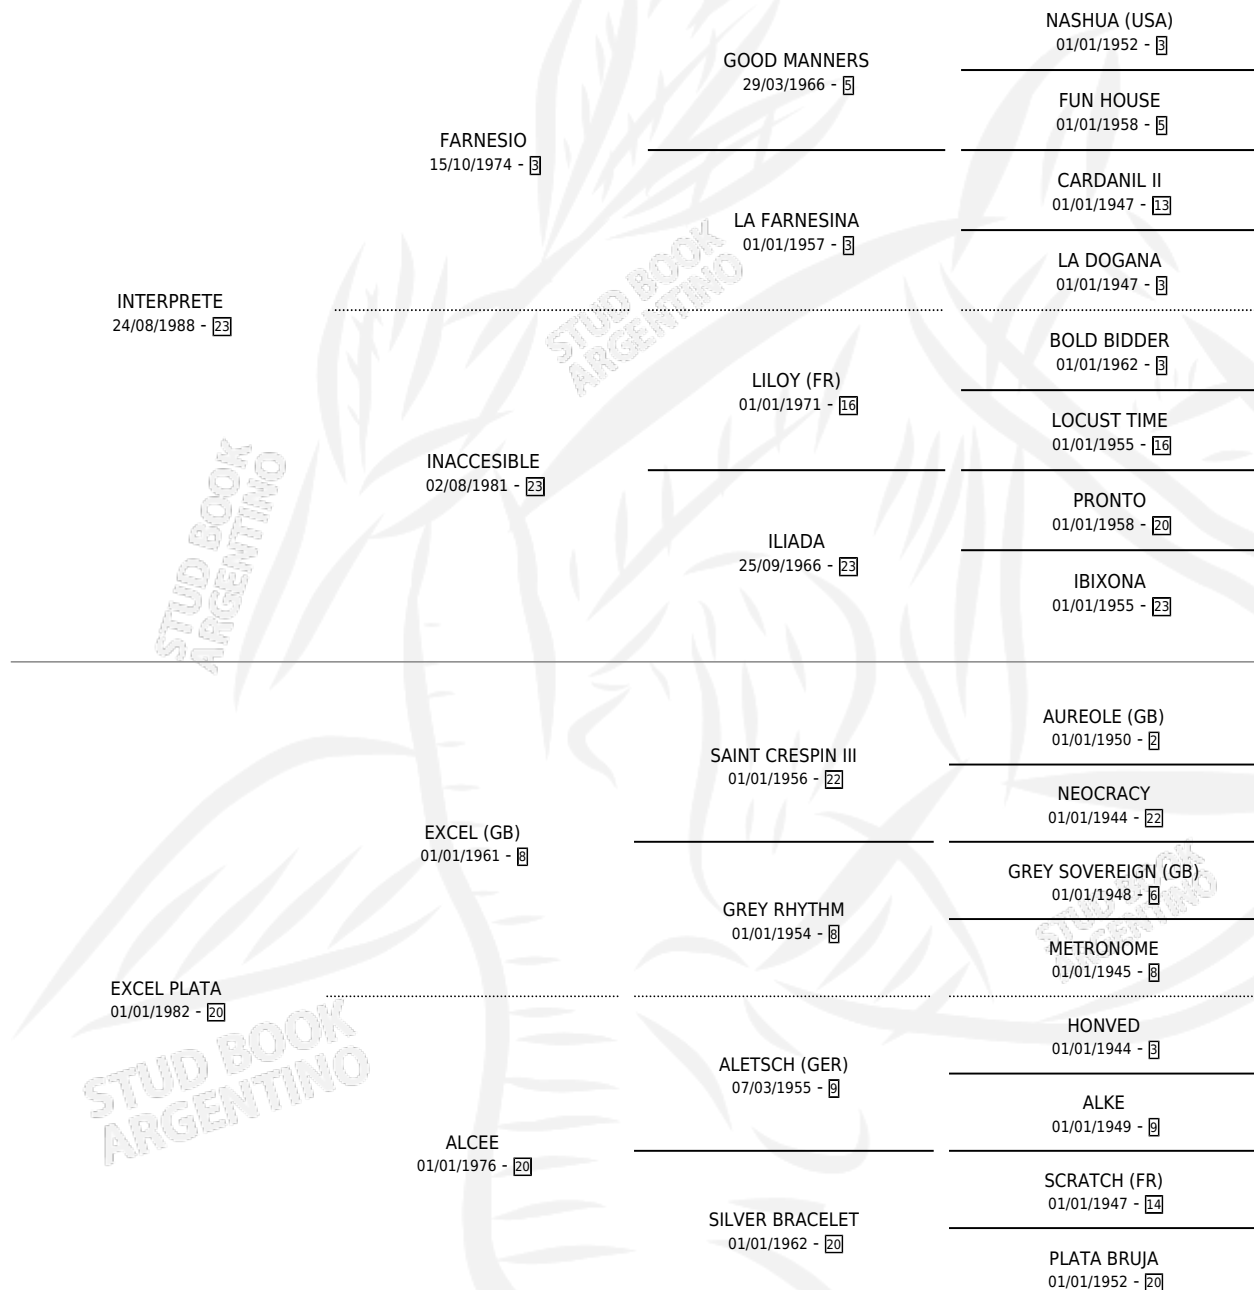 NASHUA (USA)
01/01/1952 - 3
GOOD MANNERS
29/03/1966 - 5
FUN HOUSE
01/01/1958 - 5
FARNESIO
15/10/1974 - 3
CARDANIL II
01/01/1947 - 13
LA FARNESINA
01/01/1957 - 3
LA DOGANA
01/01/1947 - 3
INTERPRETE
24/08/1988 - 23
BOLD BIDDER
01/01/1962 - 3
LILOY (FR)
01/01/1971 - 16
LOCUST TIME
01/01/1955 - 16
INACCESIBLE
02/08/1981 - 23
PRONTO
01/01/1958 - 20
ILIADA
25/09/1966 - 23
IBIXONA
01/01/1955 - 23
AUREOLE (GB)
01/01/1950 - 2
SAINT CRESPIN III
01/01/1956 - 22
NEOCRACY
01/01/1944 - 22
EXCEL (GB)
01/01/1961 - 8
GREY SOVEREIGN (GB)
01/01/1948 - 6
GREY RHYTHM
01/01/1954 - 8
METRONOME
01/01/1945 - 8
EXCEL PLATA
01/01/1982 - 20
HONVED
01/01/1944 - 3
ALETSCH (GER)
07/03/1955 - 9
ALKE
01/01/1949 - 9
ALCEE
01/01/1976 - 20
SCRATCH (FR)
01/01/1947 - 14
SILVER BRACELET
01/01/1962 - 20
PLATA BRUJA
01/01/1952 - 20
STUD BOOK
ARGENTINO
STUD BOOK
ARGENTINO
STUD BOOK
ARGENTINO
STUD BOOK
ARGENTINO